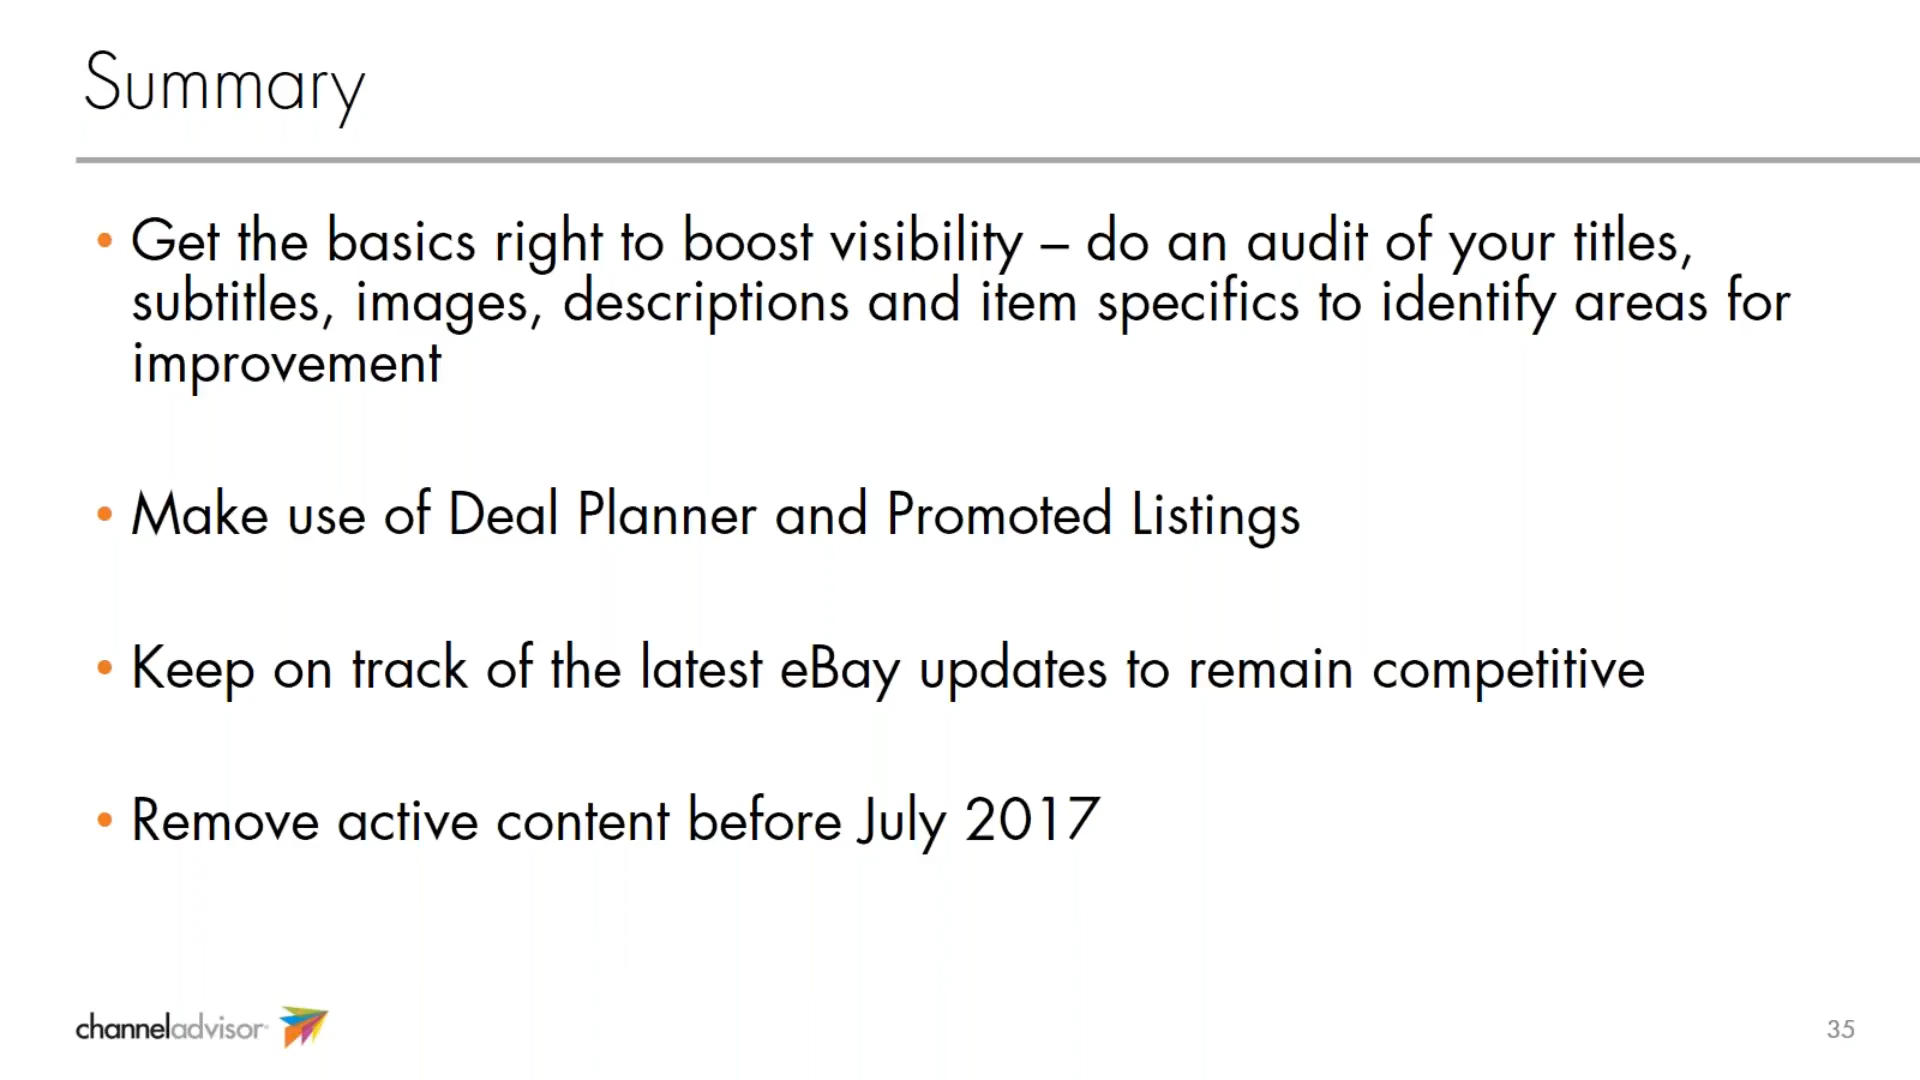 Summary
• Get the basics right to boost visibility – do an audit of your titles,
subtitles, images, descriptions and item specifics to identify areas for
improvement
• Make use of Deal Planner and Promoted Listings
• Keep on track of the latest eBay updates to remain competitive
• Remove active content before July 2017
channeladvisor
35